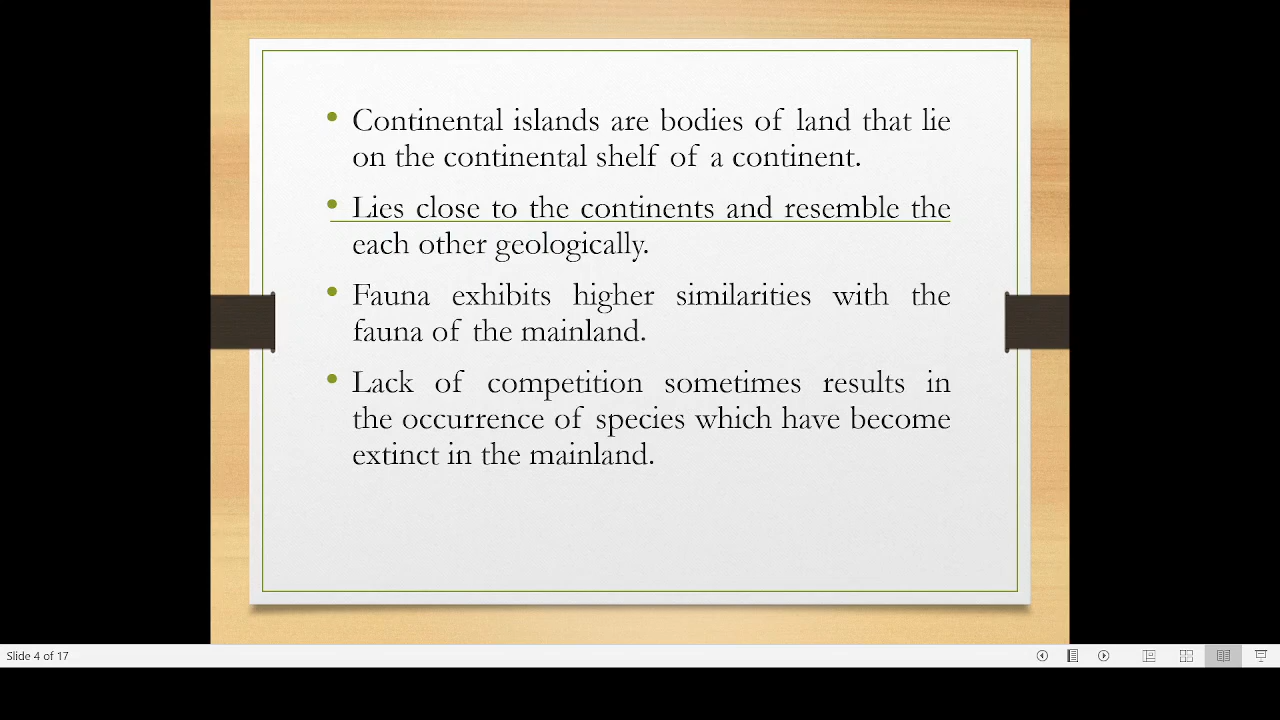 • Continental islands are bodies of land that lie
on the continental shelf of a continent.
• Lies close to the continents and resemble the
each other geologically.
• Fauna exhibits higher similarities with the
fauna of the mainland.
• Lack of competition sometimes results in
the occurrence of species which have become
extinct in the mainland.
Slide 4 of 17